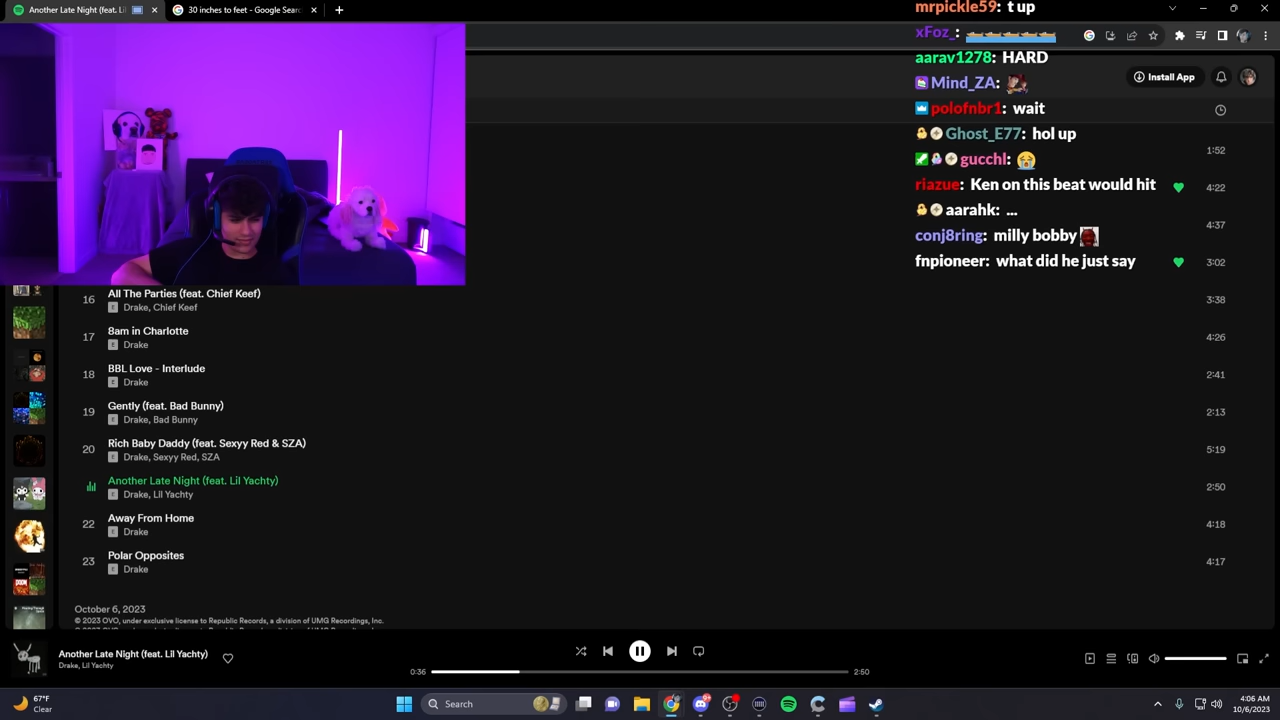 Another Late Night (feat. Li
30 inches to feet - Google Sear
mrpickle59: t up
xFoz_:
aarav1278: HARD
Mind_ZA:
polofnbr1: wait
Ghost_E77: hol up
gucchl: 😭
riazue: Ken on this beat would hit
aarahk: ...
conj8ring: milly bobby
fnpioneer: what did he just say
Install App
1:52
4:22
4:37
3:02
16 All The Parties (feat. Chief Keef) 3:38
E Drake, Chief Keef
17 8am in Charlotte 4:26
E Drake
18 BBL Love - Interlude 2:41
E Drake
19 Gently (feat. Bad Bunny) 2:13
E Drake, Bad Bunny
20 Rich Baby Daddy (feat. Sexyy Red & SZA) 5:19
E Drake, Sexyy Red, SZA
Another Late Night (feat. Lil Yachty) 2:50
E Drake, Lil Yachty
22 Away From Home 4:18
E Drake
23 Polar Opposites 4:17
E Drake
October 6, 2023
© 2023 OVO, under exclusive license to Republic Records, a division of UMG Recordings, Inc.
Another Late Night (feat. Lil Yachty)
Drake, Lil Yachty
0:36 2:50
67°F
Clear
Search
4:06 AM
10/6/2023